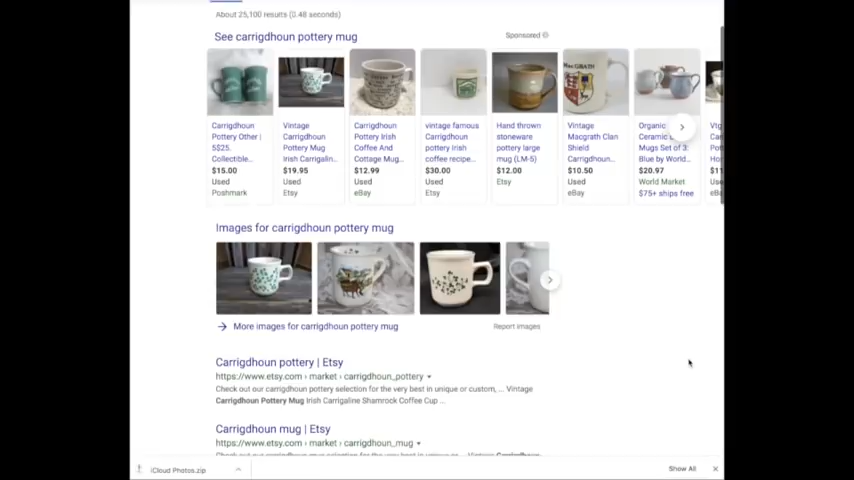 About 25,100 results (0.48 seconds)
See carrigdhoun pottery mug
Sponsored
Carrigdhoun
Pottery Other |
5$25.
Collectible...
$15.00
Used
Poshmark
Vintage
Carrigdhoun
Pottery Mug
Irish Carrigalin...
$19.95
Used
Etsy
Carrigdhoun
Pottery Irish
Coffee And
Cottage Mug...
$12.99
Used
eBay
vintage famous
Carrigdhoun
pottery Irish
coffee recipe...
$30.00
Used
Etsy
Hand thrown
stoneware
pottery large
mug (LM-5)
$12.00
Etsy
MacGRATH
Vintage
Macgrath Clan
Shield
Carrigdhoun...
$10.50
Used
eBay
Organic
Ceramic
Mugs Set of 3:
Blue by World...
$20.97
World Market
$75+ ships free
Vtg
$11
Images for carrigdhoun pottery mug
More images for carrigdhoun pottery mug
Report images
Carrigdhoun pottery | Etsy
https://www.etsy.com › market › carrigdhoun_pottery
Check out our carrigdhoun pottery selection for the very best in unique or custom, ... Vintage
Carrigdhoun Pottery Mug Irish Carrigaline Shamrock Coffee Cup ...
Carrigdhoun mug | Etsy
https://www.etsy.com › market › carrigdhoun_mug
iCloud Photos.zip
Show All